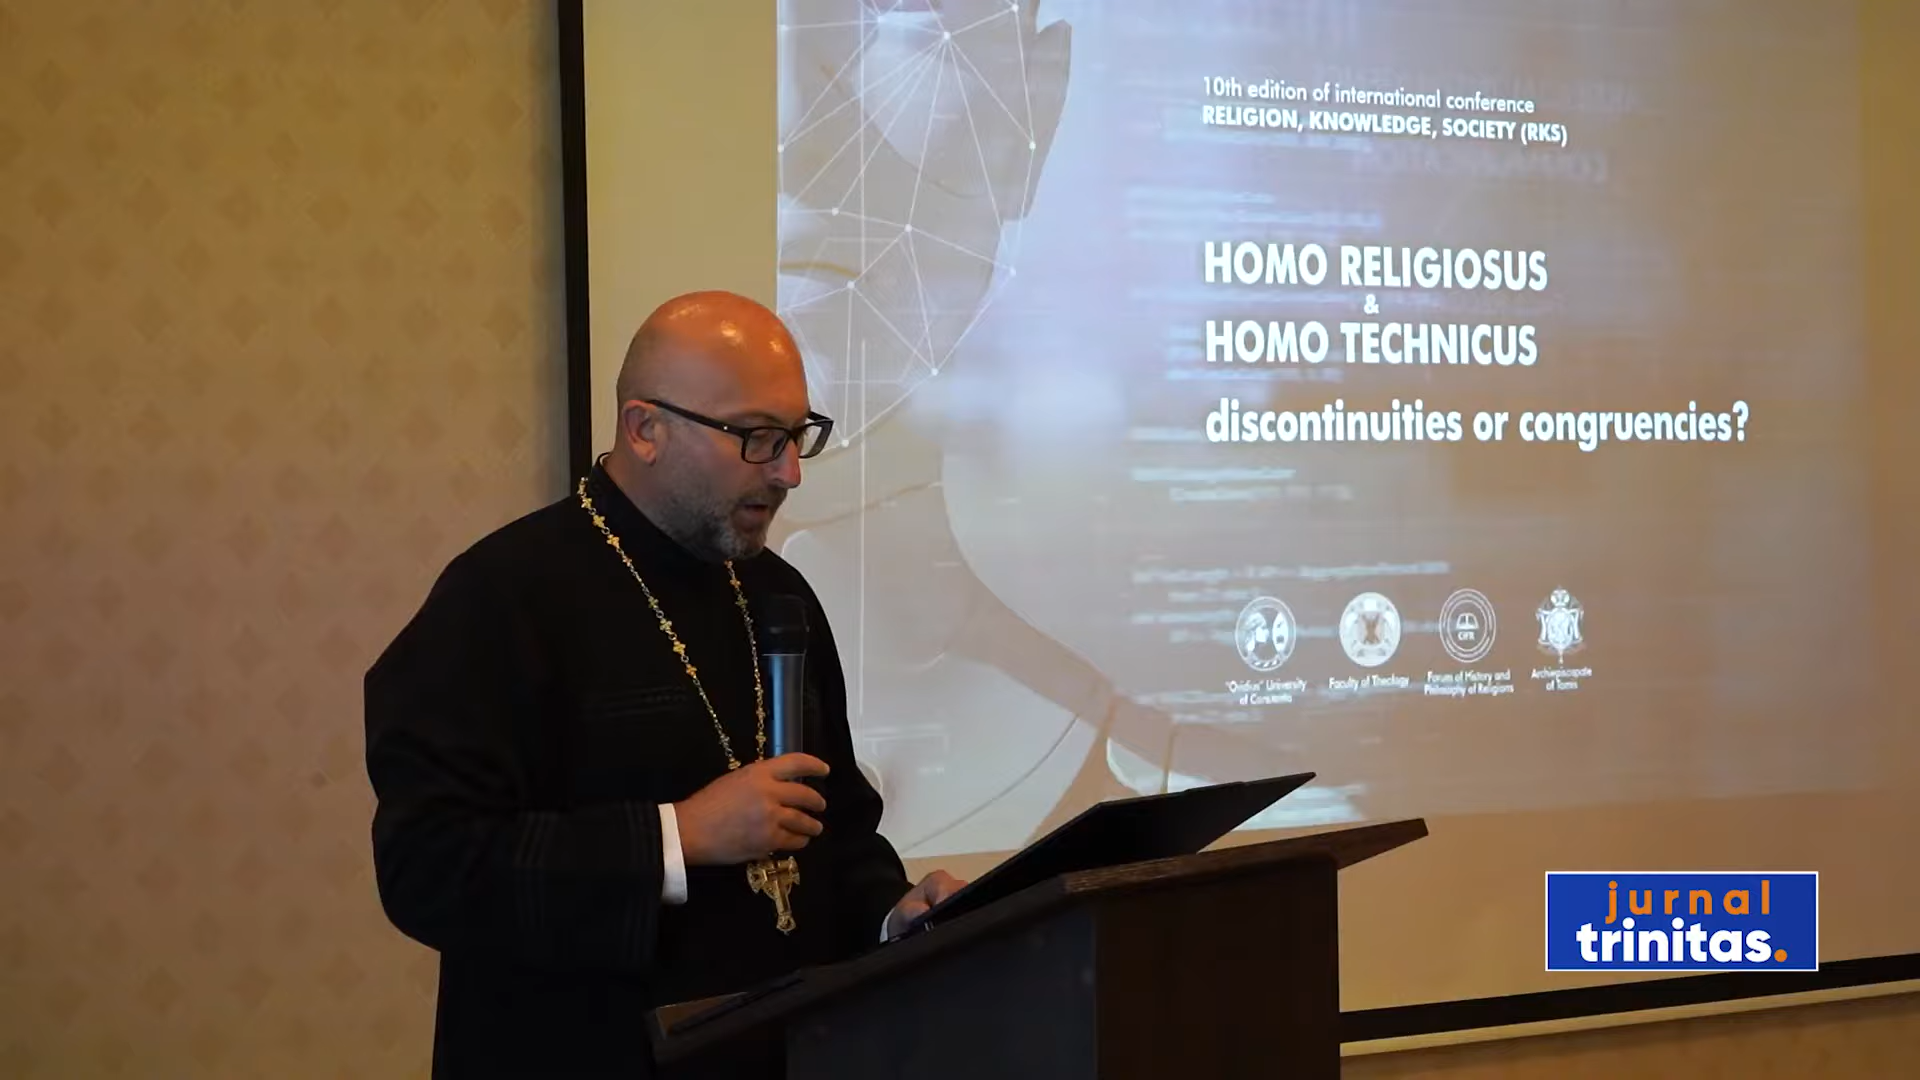 10th edition of international conference
RELIGION, KNOWLEDGE, SOCIETY (RKS)
HOMO RELIGIOSUS
&
HOMO TECHNICUS
discontinuities or congruencies?
"Ovidius" University
of Constanta
Faculty of Theology
Forum of History and
Philosophy of Religions
Archiepiscopate
of Tomis
jurnal
trinitas.